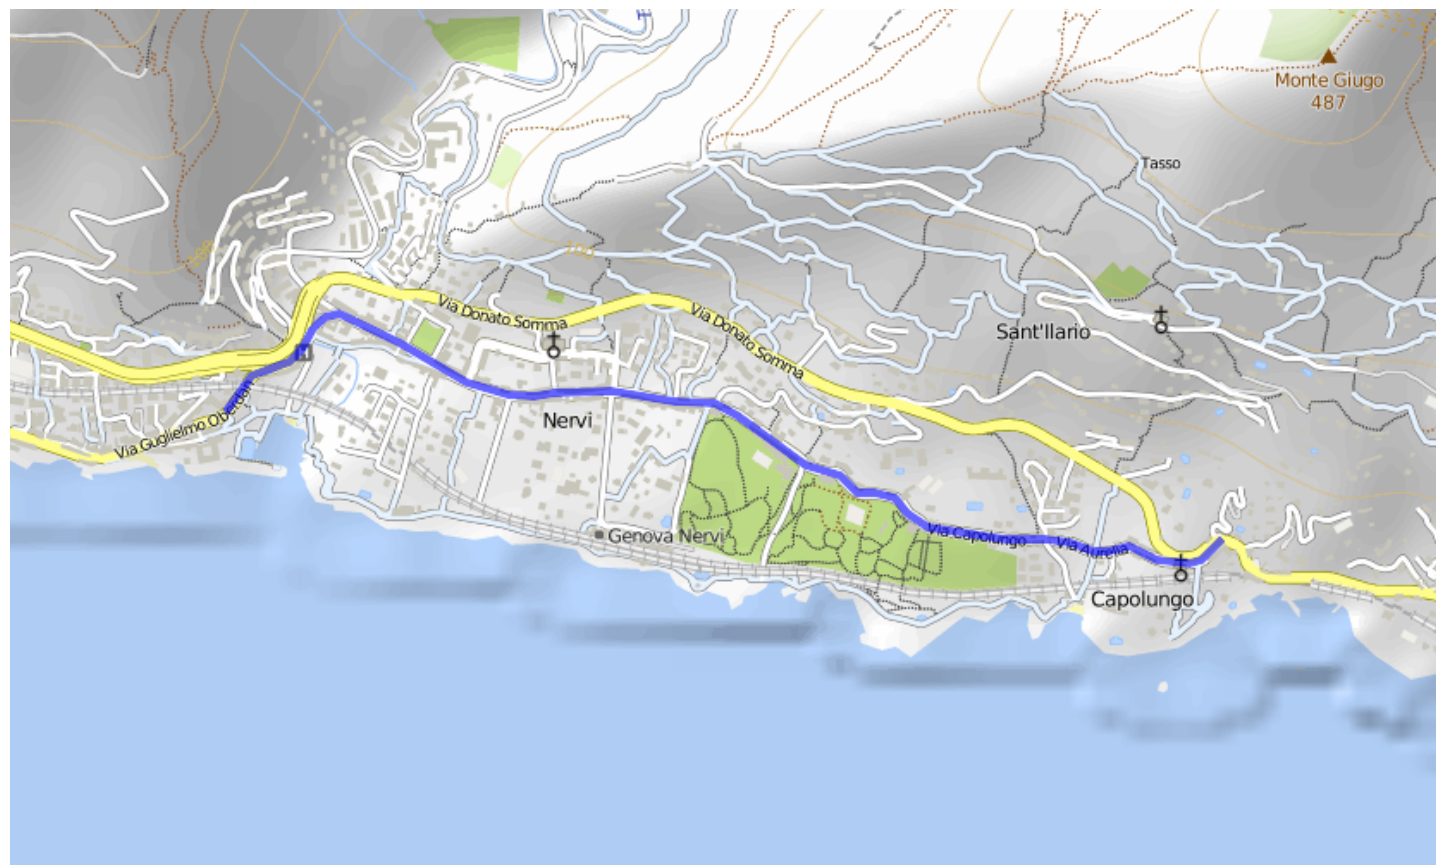 Monte Giugo
487
Tasso
100
Via Donato Somma
Via Donato Somma
Sant'Ilario
Via Guglielmo Oberdan
Nervi
Genova Nervi
Via Capolungo
Via Aurelia
Capolungo